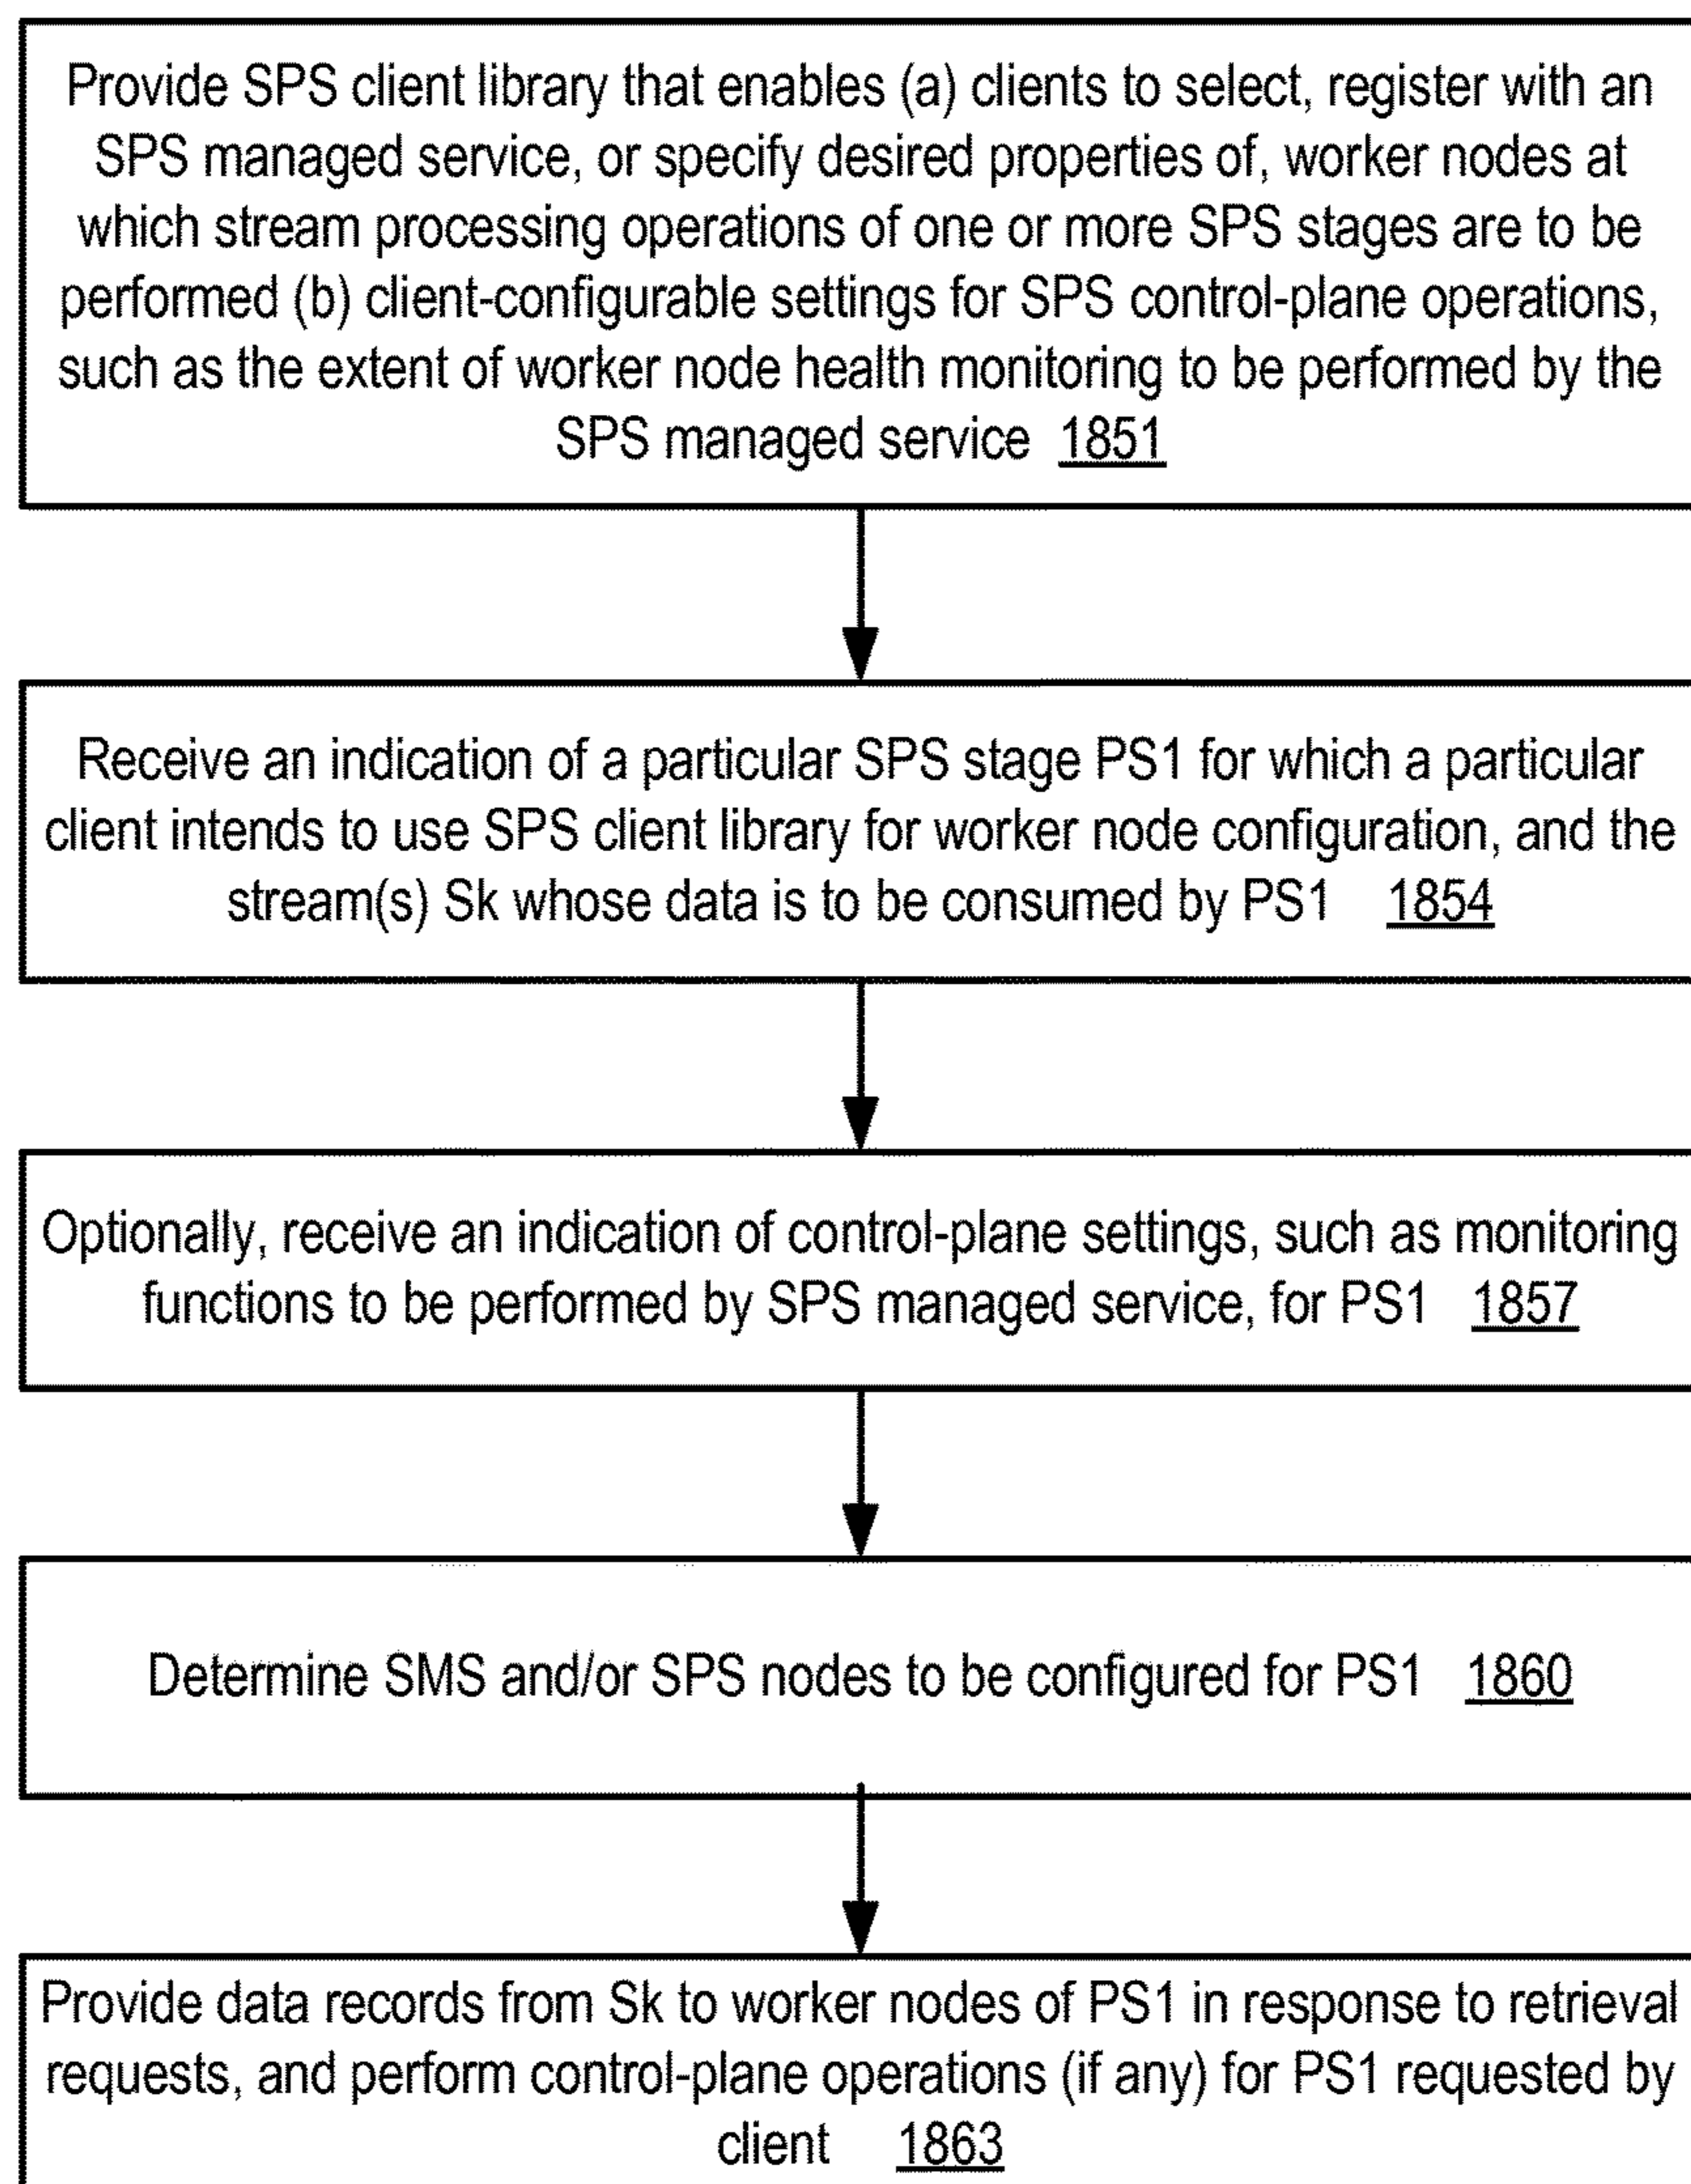 Provide SPS client library that enables (a) clients to select, register with an
SPS managed service, or specify desired properties of, worker nodes at
which stream processing operations of one or more SPS stages are to be
performed (b) client-configurable settings for SPS control-plane operations,
such as the extent of worker node health monitoring to be performed by the
SPS managed service 1851
Receive an indication of a particular SPS stage PS1 for which a particular
client intends to use SPS client library for worker node configuration, and the
stream(s) Sk whose data is to be consumed by PS1 1854
Optionally, receive an indication of control-plane settings, such as monitoring
functions to be performed by SPS managed service, for PS1 1857
Determine SMS and/or SPS nodes to be configured for PS1 1860
Provide data records from Sk to worker nodes of PS1 in response to retrieval
requests, and perform control-plane operations (if any) for PS1 requested by
client 1863